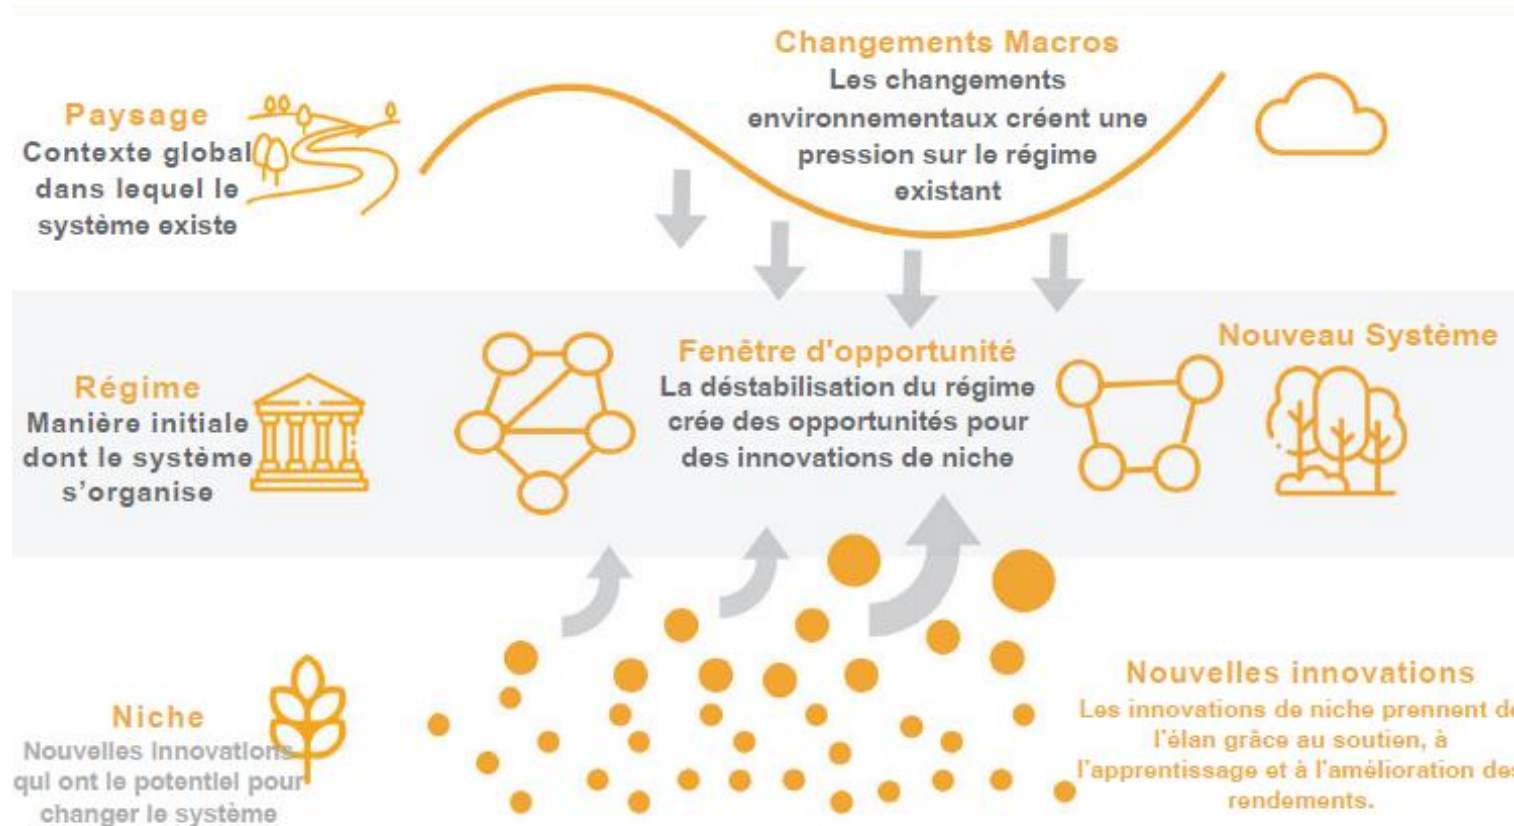 Changements Macros
Les changements
environnementaux créent une
pression sur le régime
existant
Paysage
Contexte global
dans lequel le
système existe
Régime
Manière initiale
dont le système
s'organise
Fenêtre d'opportunité
La déstabilisation du régime
crée des opportunités pour
des innovations de niche
Nouveau Système
Niche
Nouvelles Innovations
qui ont le potentiel pour
changer le système
Nouvelles innovations
Les innovations de niche prennent de
l'élan grâce au soutien, à
l'apprentissage et à l'amélioration des
rendements.